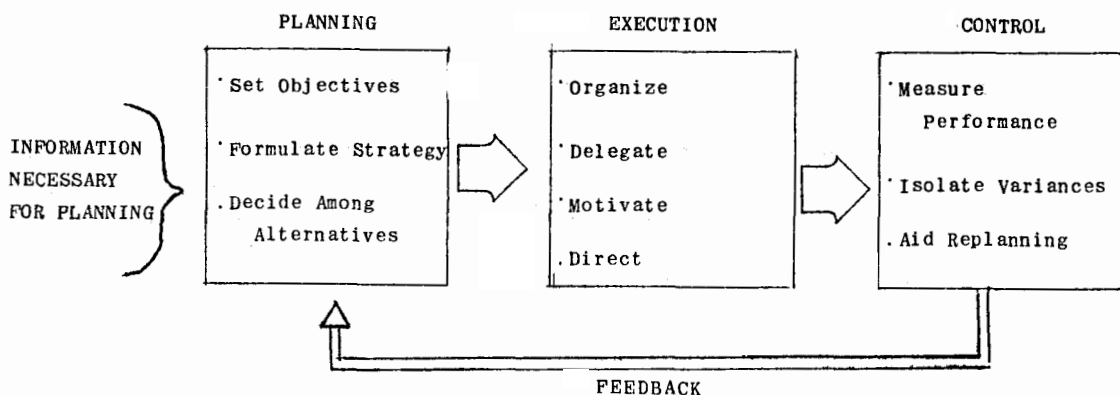 PLANNING
EXECUTION
CONTROL
INFORMATION
NECESSARY
FOR PLANNING
·Set Objectives
·Formulate Strategy
.Decide Among
Alternatives
·Organize
·Delegate
·Motivate
.Direct
·Measure
Performance
·Isolate Variances
.Aid Replanning
FEEDBACK